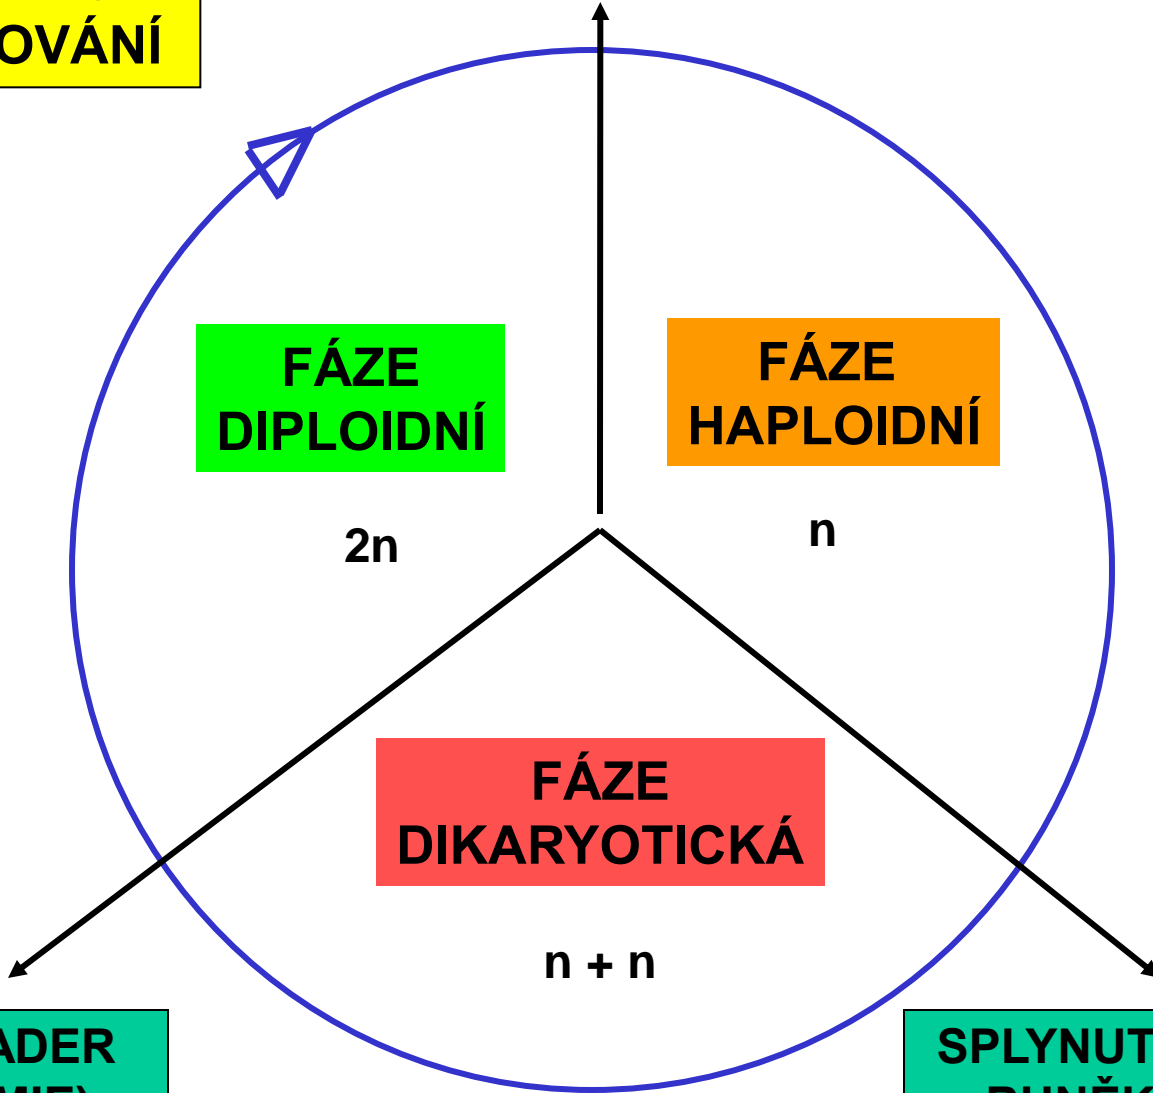 OVÁNÍ
FÁZE
DIPLOIDNÍ
2n
FÁZE
HAPLOIDNÍ
n
FÁZE
DIKARYOTICKÁ
n + n
ADER
SPLYNUT